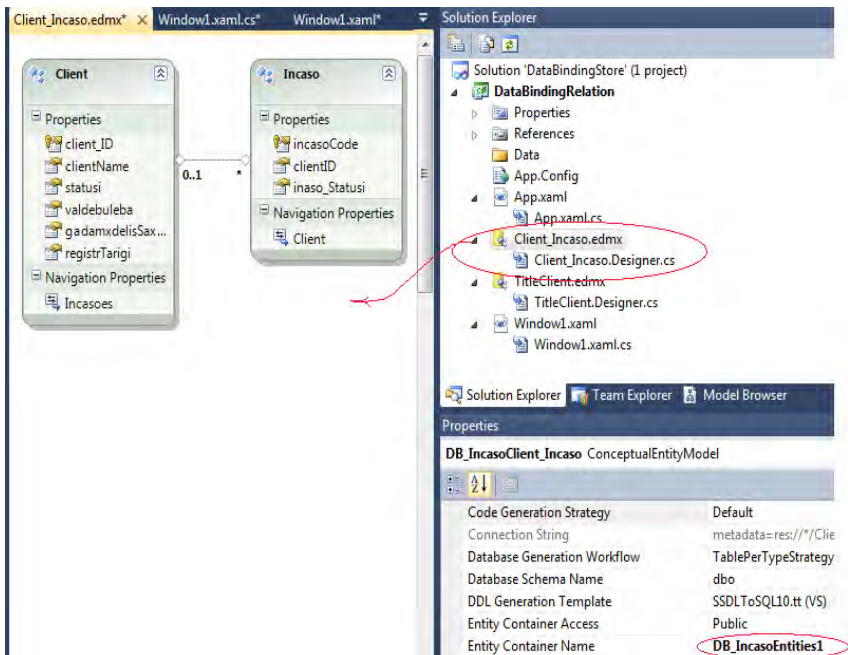 Client_Incaso.edmx* × Window1.xaml.cs* Window1.xaml*
Client
Properties
client_ID
clientName
statusi
valdebuleba
gadamxdelisSax...
registrTarigi
Navigation Properties
Incasoes
0..1 *
Incaso
Properties
incasoCode
clientID
inaso_Statusi
Navigation Properties
Client
Solution Explorer
Solution 'DataBindingStore' (1 project)
DataBindingRelation
Properties
References
Data
App.Config
App.xaml
App.xaml.cs
Client_Incaso.edmx
Client_Incaso.Designer.cs
TitleClient.edmx
TitleClient.Designer.cs
Window1.xaml
Window1.xaml.cs
Solution Explorer Team Explorer Model Browser
Properties
DB_IncasoClient_Incaso ConceptualEntityModel
Code Generation Strategy Default
Connection String metadata=res://*/Clie
Database Generation Workflow TablePerTypeStrategy
Database Schema Name dbo
DDL Generation Template SSDLToSQL10.tt (VS)
Entity Container Access Public
Entity Container Name DB_IncasoEntities1